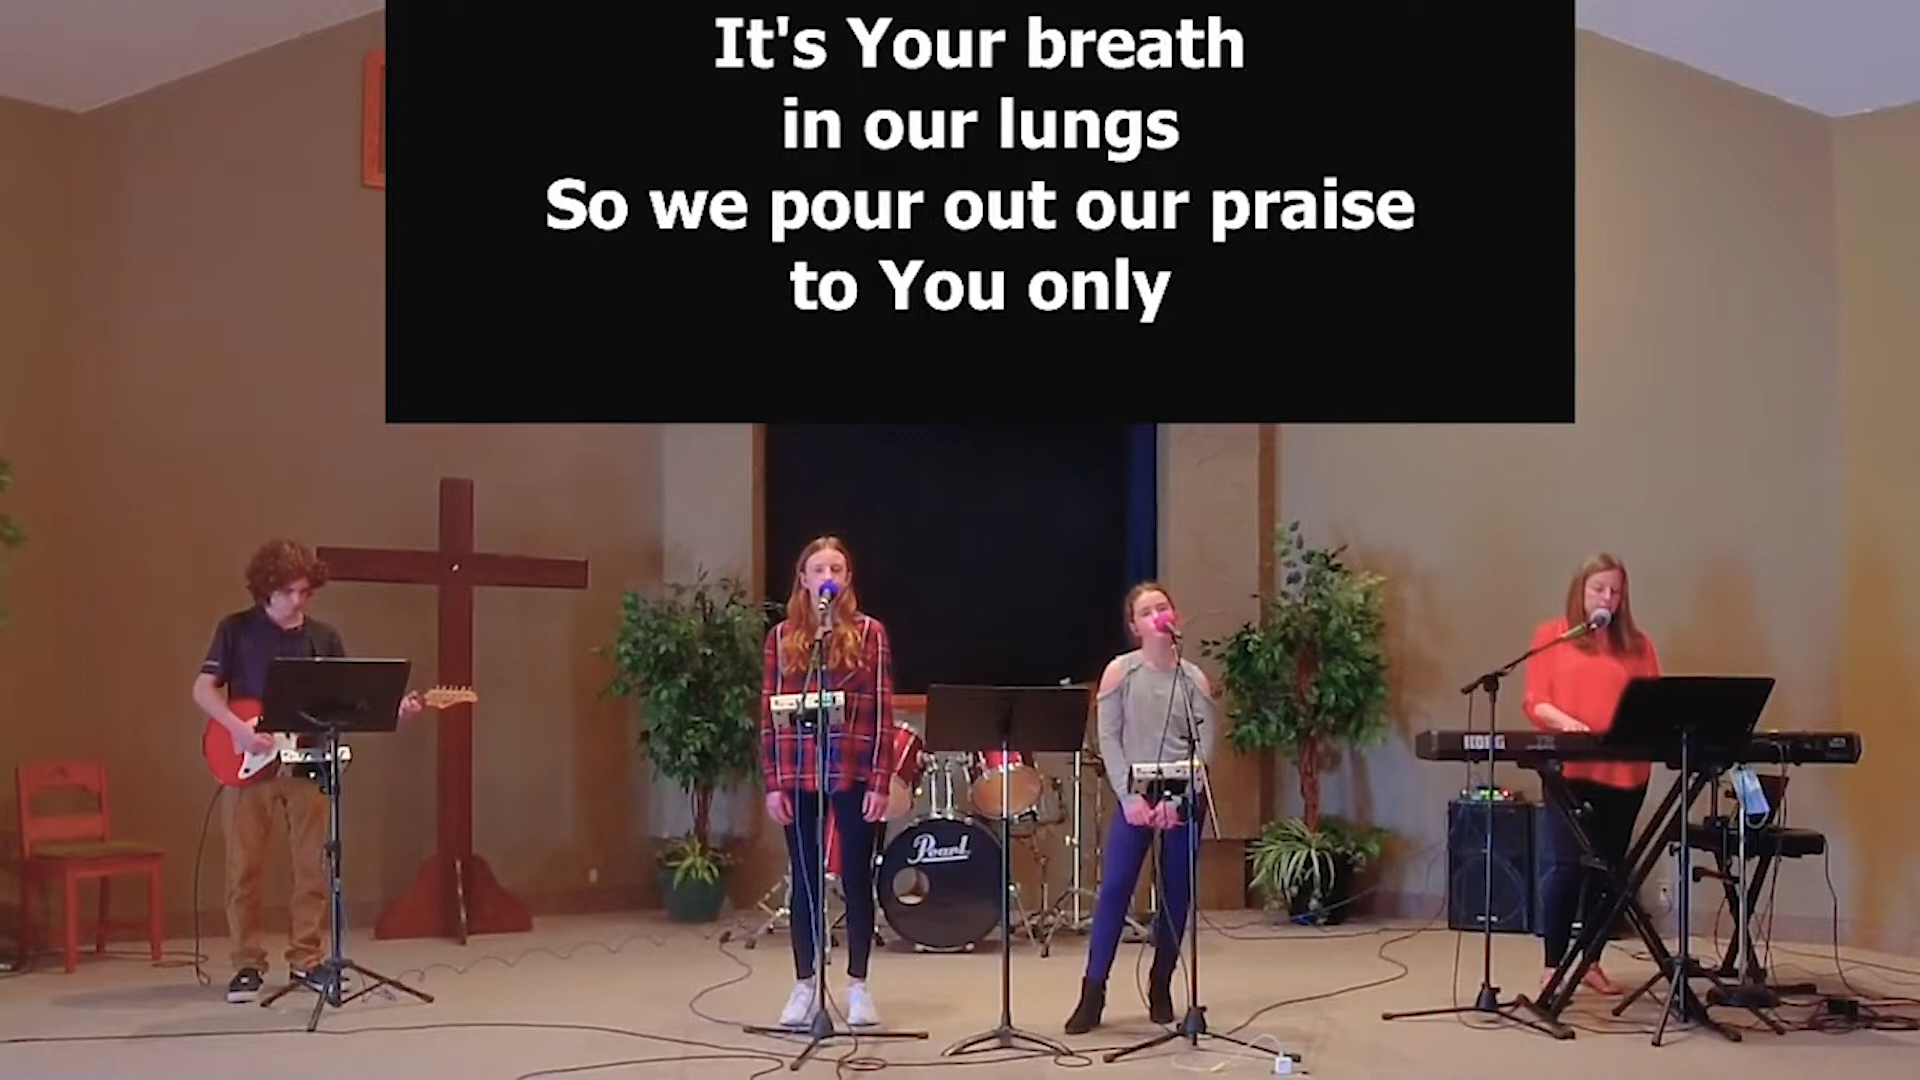 It's Your breath
in our lungs
So we pour out our praise
to You only
Pearl
KORG